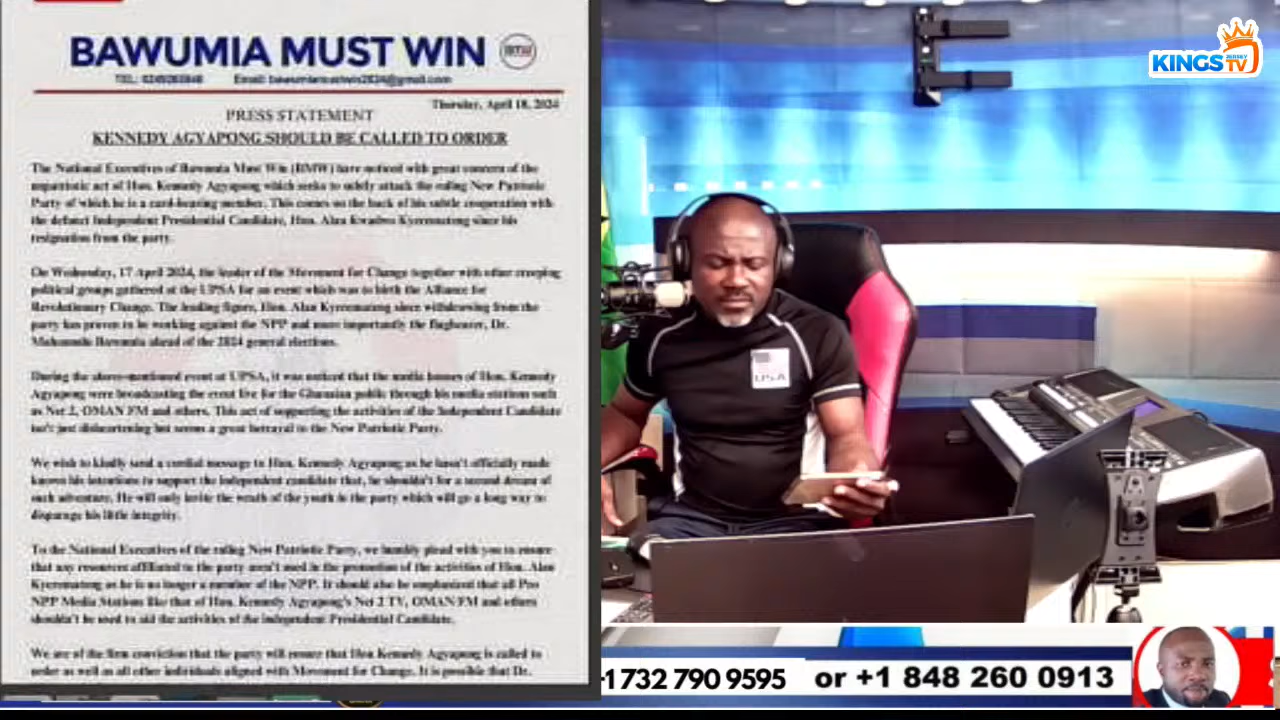 BAWUMIA MUST WIN
Email: bawumiamustwin2024@gmail.com
Thursday, April 18, 2024
PRESS STATEMENT
KENNEDY AGYAPONG SHOULD BE CALLED TO ORDER
The National Executives of Bawumia Must Win (BMW) have noticed with great concern of the
unpatriotic act of Hon. Kennedy Agyapong which seeks to subtly attack the ruling New Patriotic
Party of which he is a card-bearing member. This comes on the back of his subtle cooperation with
the defunct Independent Presidential Candidate, Hon. Alan Kwadwo Kyeremateng since his
resignation from the party.
On Wednesday, 17 April 2024, the leader of the Movement for Change together with other creeping
political groups gathered at the UPSA for an event which was to birth the Alliance for
Revolutionary Change. The leading figure, Hon. Alan Kyeremateng since withdrawing from the
party has proven to be working against the NPP and more importantly the flagbearer, Dr.
Mahamudu Bawumia ahead of the 2024 general elections.
During the above-mentioned event at UPSA, it was noticed that the media houses of Hon. Kennedy
Agyapong were broadcasting the event live for the Ghanaian public through his media stations such
as Net 2, OMAN FM and others. This act of supporting the activities of the Independent Candidate
isn't just disheartening but seems a great betrayal to the New Patriotic Party.
We wish to kindly send a cordial message to Hon. Kennedy Agyapong as he hasn't officially made
known his intentions to support the independent candidate that, he shouldn't for a second dream of
such adventure. He will only invite the wrath of the youth in the party which will go a long way to
disparage his little integrity.
To the National Executives of the ruling New Patriotic Party, we humbly plead with you to ensure
that any resources affiliated to the party aren't used in the promotion of the activities of Hon. Alan
Kyeremateng as he is no longer a member of the NPP. It should also be emphasized that all Pro
NPP Media Stations like that of Hon. Kennedy Agyapong's Net 2 TV, OMAN FM and others
shouldn't be used to aid the activities of the independent Presidential Candidate.
We are of the firm conviction that the party will ensure that Hon Kennedy Agyapong is called to
order as well as all other individuals aligned with Movement for Change. It is possible that Dr.
KINGS TV
E
USA
+1 732 790 9595 or +1 848 260 0913